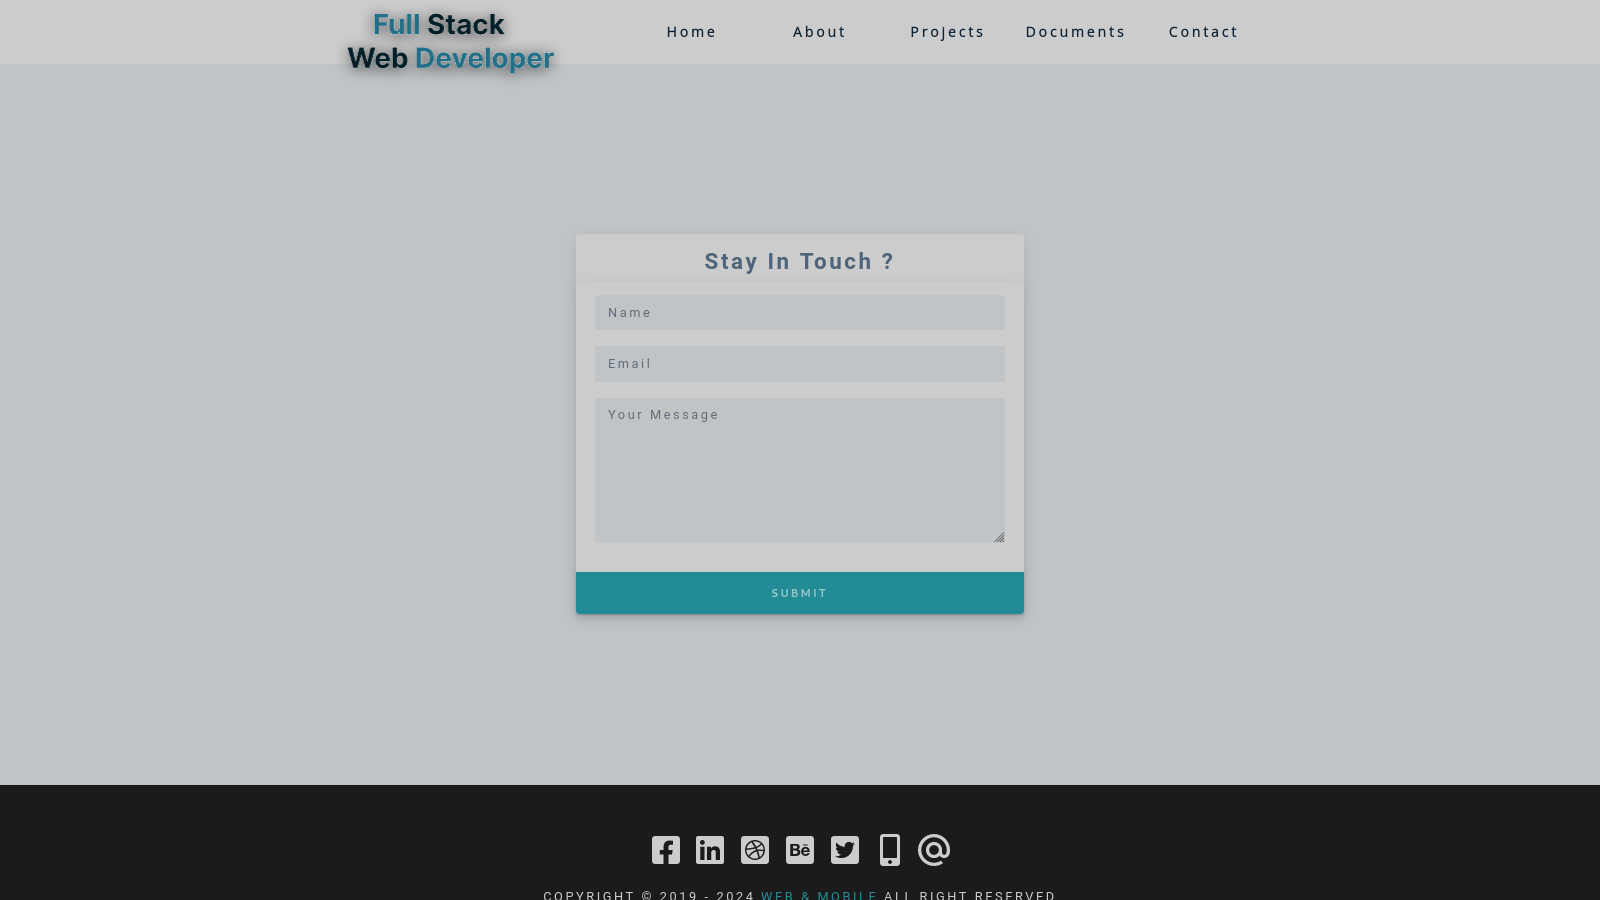 Full Stack
Web Developer
Home About Projects Documents Contact
Stay In Touch ?
Name
Email
Your Message
SUBMIT
COPYRIGHT © 2019 - 2024 WEB & MOBILE ALL RIGHT RESERVED